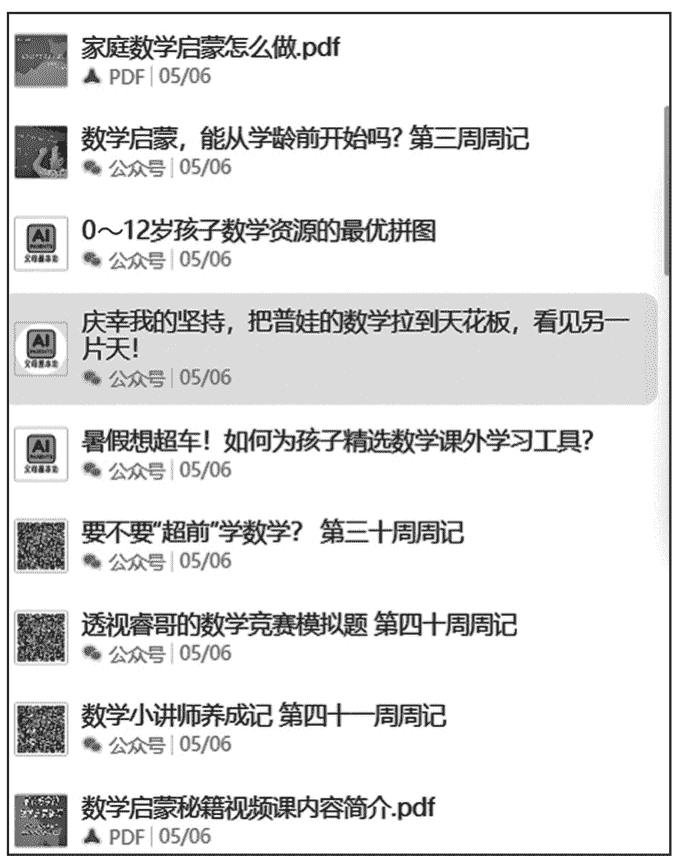 家庭数学启蒙怎么做.pdf
PDF | 05/06
数学启蒙，能从学龄前开始吗？第三周周记
公众号 | 05/06
AI
0～12岁孩子数学资源的最优拼图
公众号 | 05/06
AI
庆幸我的坚持，把普娃的数学拉到天花板，看见另一
片天！
公众号 | 05/06
AI
暑假想超车！如何为孩子精选数学课外学习工具？
公众号 | 05/06
要不要“超前”学数学？ 第三十周周记
公众号 | 05/06
透视睿哥的数学竞赛模拟题 第四十周周记
公众号 | 05/06
数学小讲师养成记 第四十一周周记
公众号 | 05/06
数学启蒙秘籍视频课内容简介.pdf
PDF | 05/06